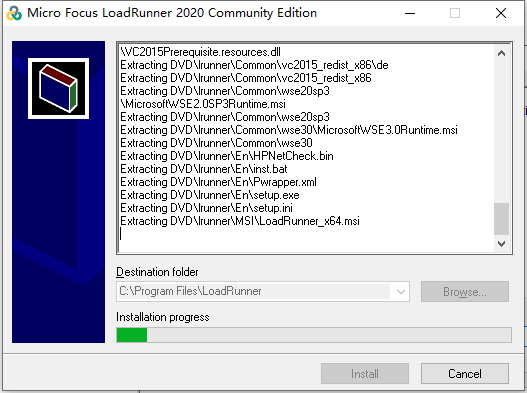 Micro Focus LoadRunner 2020 Community Edition
\VC2015Prerequisite.resources.dll
Extracting DVD\lrunner\Common\vc2015_redist_x86\de
Extracting DVD\lrunner\Common\vc2015_redist_x86
Extracting DVD\lrunner\Common\wse20sp3
\MicrosoftWSE2.0SP3Runtime.msi
Extracting DVD\lrunner\Common\wse20sp3
Extracting DVD\lrunner\Common\wse30\MicrosoftWSE3.0Runtime.msi
Extracting DVD\lrunner\Common\wse30
Extracting DVD\lrunner\En\HPNetCheck.bin
Extracting DVD\lrunner\En\inst.bat
Extracting DVD\lrunner\En\Pwrapper.xml
Extracting DVD\lrunner\En\setup.exe
Extracting DVD\lrunner\En\setup.ini
Extracting DVD\lrunner\MSI\LoadRunner_x64.msi
Destination folder
C:\Program Files\LoadRunner
Browse...
Installation progress
Install
Cancel